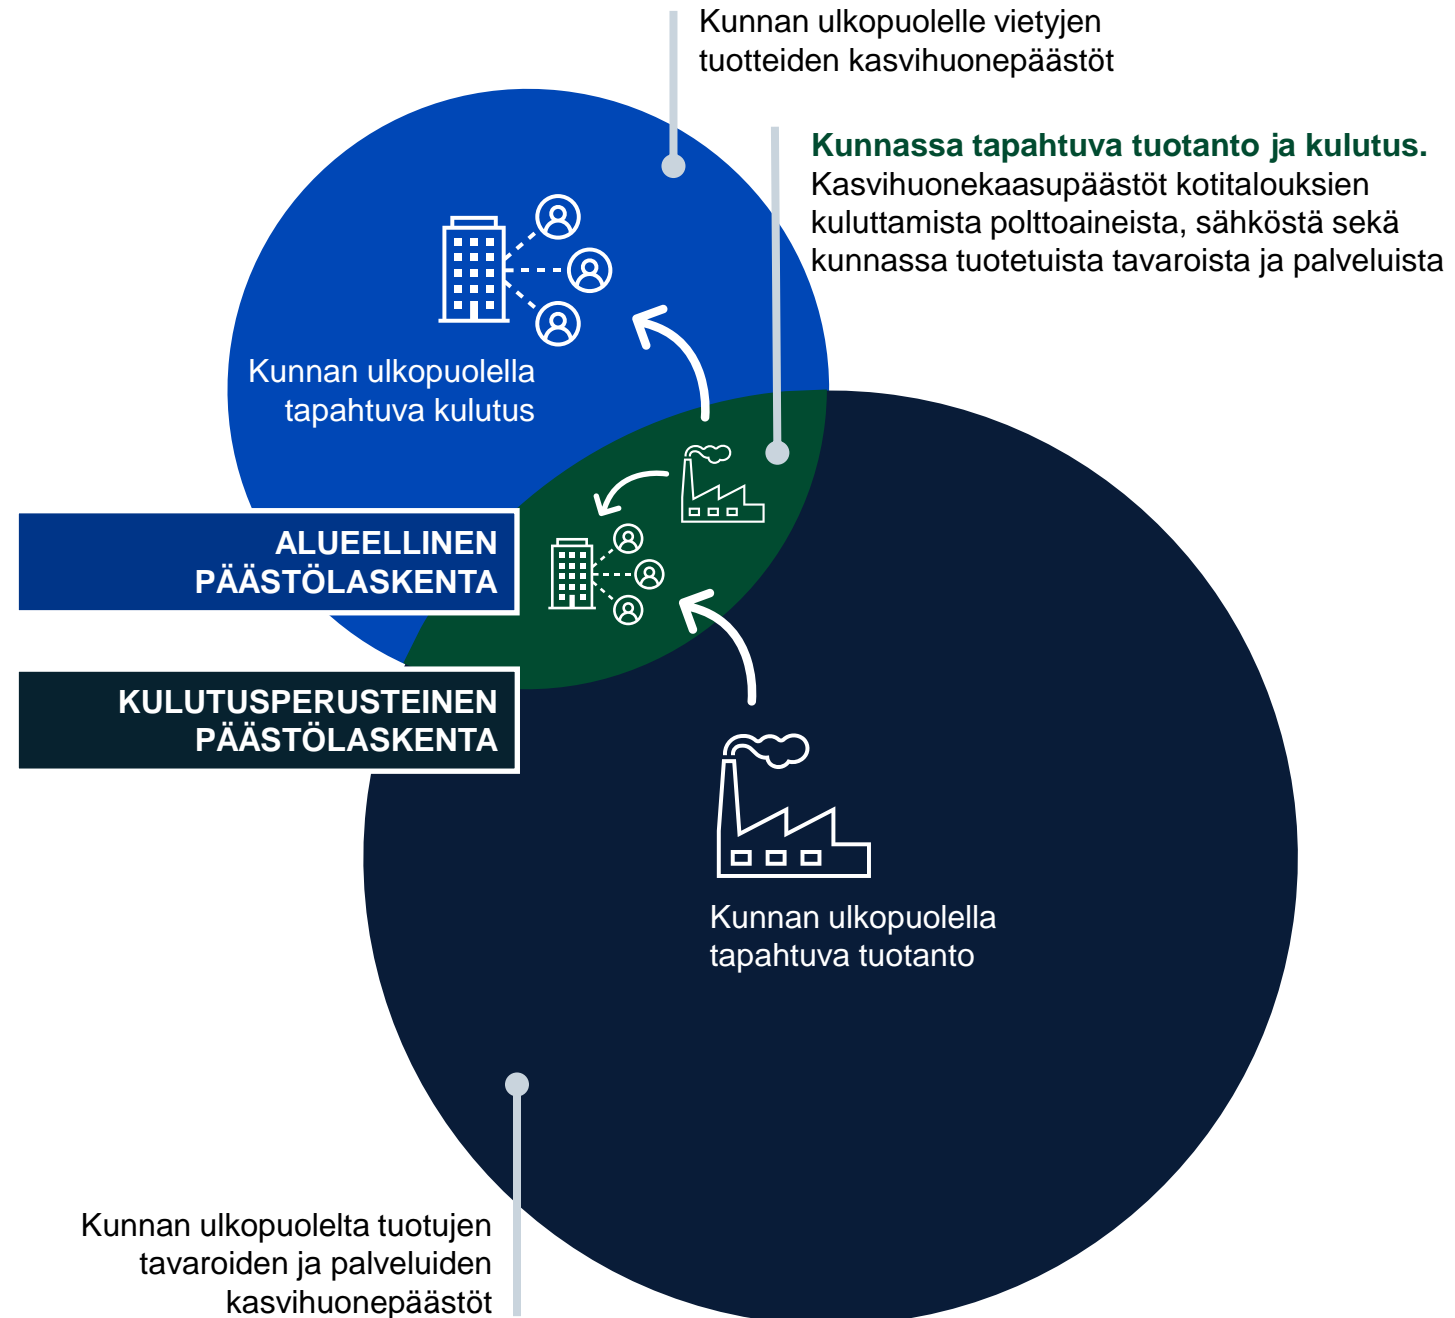 Kunnan ulkopuolelle vietyjen
tuotteiden kasvihuonepäästöt
Kunnassa tapahtuva tuotanto ja kulutus.
Kasvihuonekaasupäästöt kotitalouksien
kuluttamista polttoaineista, sähköstä sekä
kunnassa tuotetuista tavaroista ja palveluista
Kunnan ulkopuolella
tapahtuva kulutus
ALUEELLINEN
PÄÄSTÖLASKENTA
KULUTUSPERUSTEINEN
PÄÄSTÖLASKENTA
Kunnan ulkopuolella
tapahtuva tuotanto
Kunnan ulkopuolelta tuotujen
tavaroiden ja palveluiden
kasvihuonepäästöt